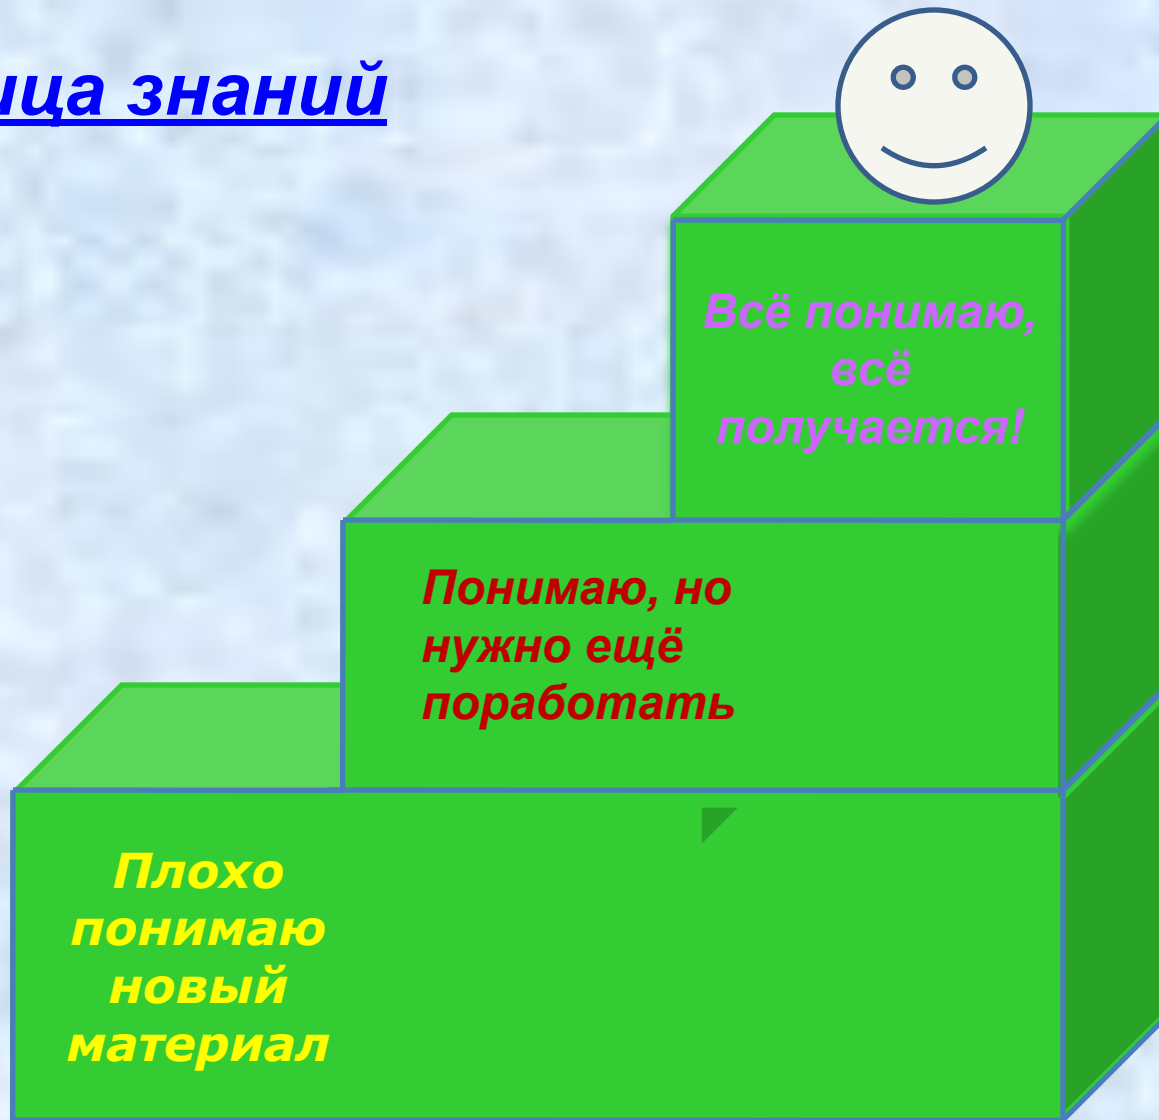 ица знаний
Всё понимаю,
всё
получается!
Понимаю, но
нужно ещё
поработать
Плохо
понимаю
новый
материал